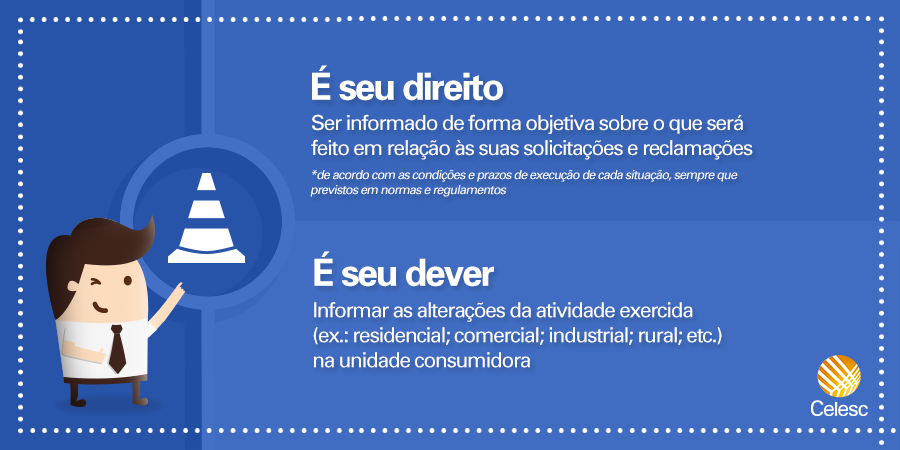 É seu direito
Ser informado de forma objetiva sobre o que será
feito em relação às suas solicitações e reclamações
*de acordo com as condições e prazos de execução de cada situação, sempre que
previstos em normas e regulamentos
É seu dever
Informar as alterações da atividade exercida
(ex.: residencial; comercial; industrial; rural; etc.)
na unidade consumidora
Celesc